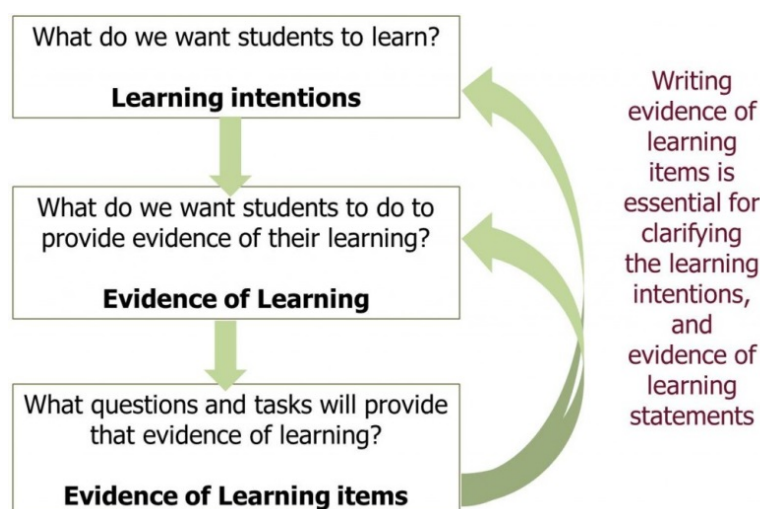 What do we want students to learn?
Learning intentions
What do we want students to do to
provide evidence of their learning?
Evidence of Learning
What questions and tasks will provide
that evidence of learning?
Evidence of Learning items
Writing
evidence of
learning
items is
essential for
clarifying
the learning
intentions,
and
evidence of
learning
statements